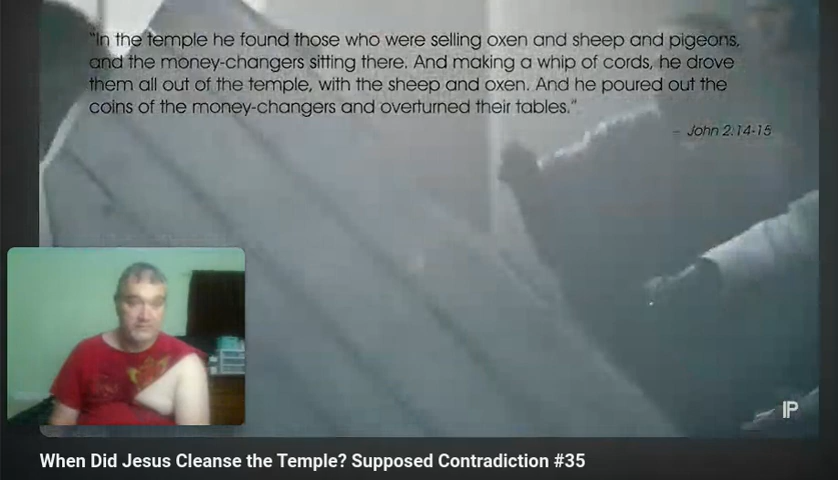 "In the temple he found those who were selling oxen and sheep and pigeons,
and the money-changers sitting there. And making a whip of cords, he drove
them all out of the temple, with the sheep and oxen. And he poured out the
coins of the money-changers and overturned their tables."
- John 2:14-15
IP
When Did Jesus Cleanse the Temple? Supposed Contradiction #35